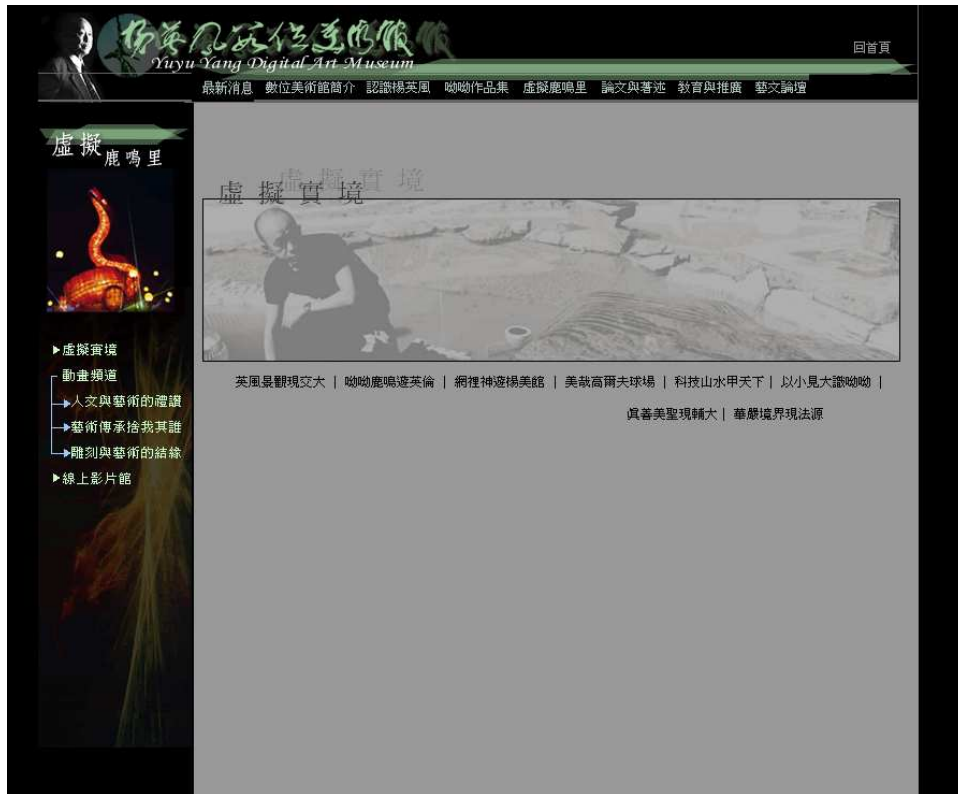 楊英風數位美術館
Yuyu Yang Digital Art Museum
回首頁
最新消息 數位美術館簡介 認識楊英風 呦呦作品集 虛擬鹿鳴里 論文與著述 教育與推廣 藝文論壇
虛擬鹿鳴里
虛擬實境
虛擬實境
英風景觀現交大 | 呦呦鹿鳴遊英倫 | 網裡神遊楊美館 | 美哉高爾夫球場 | 科技山水甲天下 | 以小見大識呦呦 |
真善美聖現輔大 | 華嚴境界現法源
▶虛擬實境
動畫頻道
人文與藝術的禮讚
藝術傳承捨我其誰
雕刻與藝術的結緣
▶線上影片館